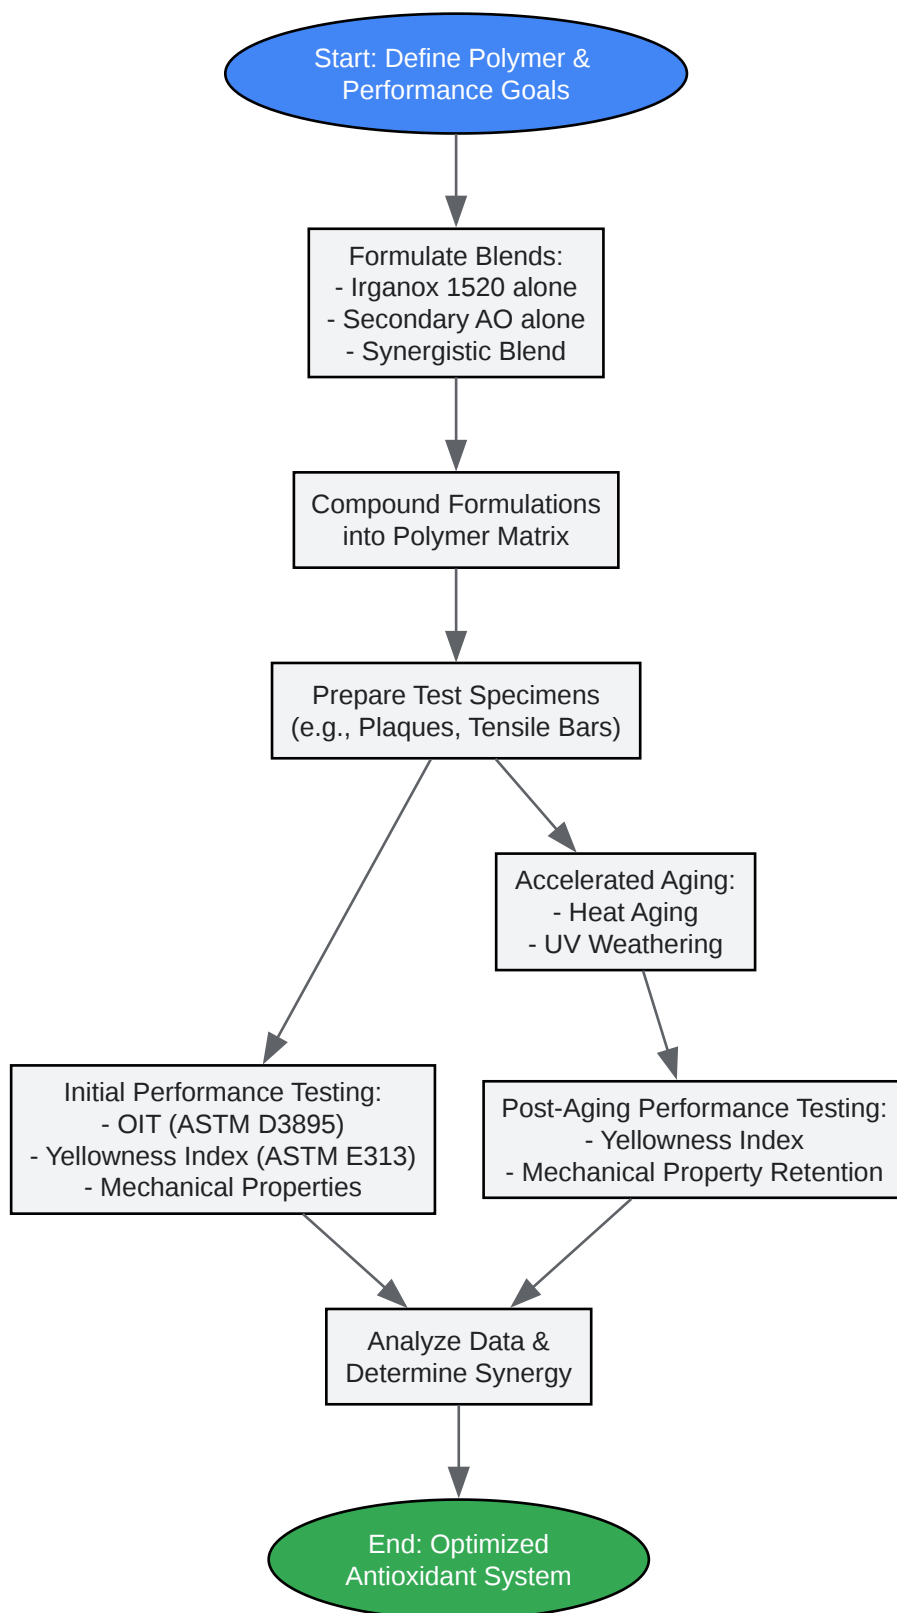 Start: Define Polymer &
Performance Goals
Formulate Blends:
- Irganox 1520 alone
- Secondary AO alone
- Synergistic Blend
Compound Formulations
into Polymer Matrix
Prepare Test Specimens
(e.g., Plaques, Tensile Bars)
Accelerated Aging:
- Heat Aging
- UV Weathering
Initial Performance Testing:
- OIT (ASTM D3895)
- Yellowness Index (ASTM E313)
- Mechanical Properties
Post-Aging Performance Testing:
- Yellowness Index
- Mechanical Property Retention
Analyze Data &
Determine Synergy
End: Optimized
Antioxidant System